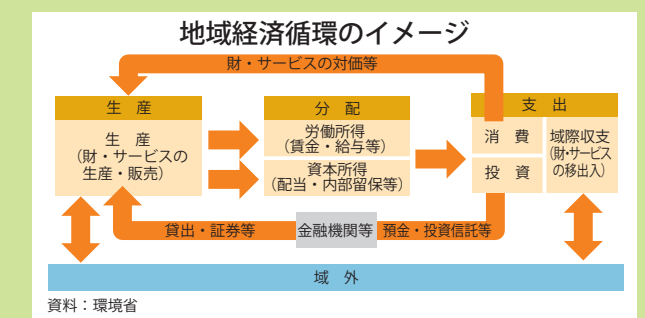 地域経済循環のイメージ
財・サービスの対価等
生 産
分 配
支 出
生 産
(財・サービスの
生産・販売)
労働所得
(賃金・給与等)
資本所得
(配当・内部留保等)
消 費
投 資
域際収支
(財・サービス
の移出入)
貸出・証券等
金融機関等
預金・投資信託等
域 外
資料：環境省